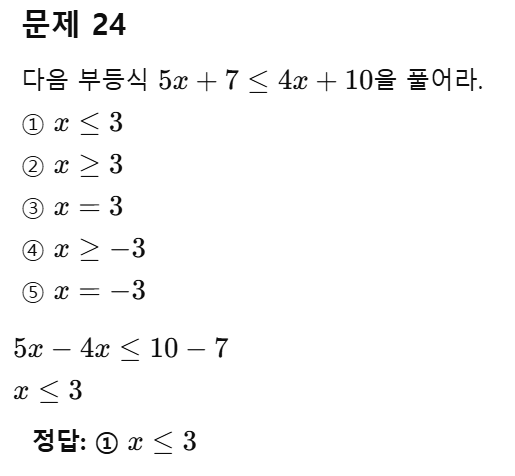 문제 24
다음 부등식 5x + 7 ≤ 4x + 10을 풀어라.
① x ≤ 3
② x ≥ 3
③ x = 3
④ x ≥ −3
⑤ x = −3
5x − 4x ≤ 10 − 7
x ≤ 3
정답: ① x ≤ 3